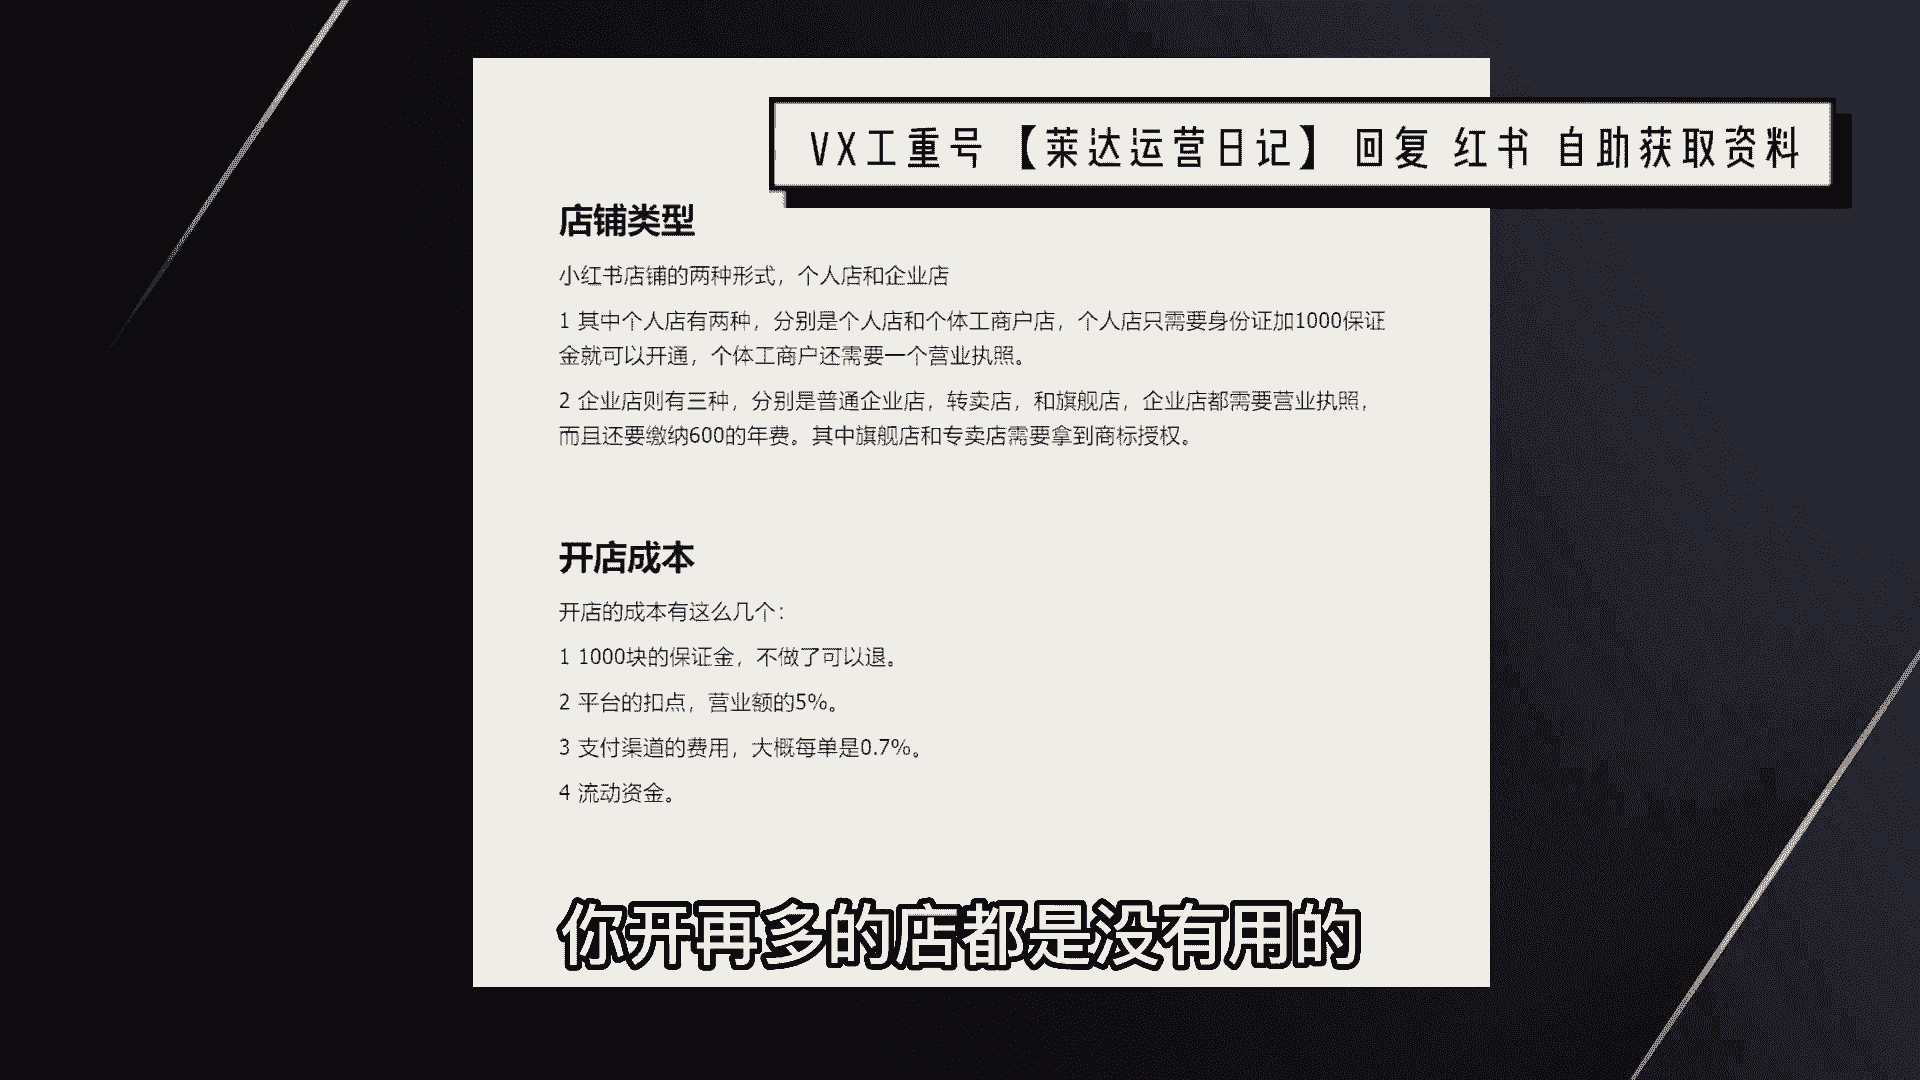 VX工重号【莱达运营日记】 回复 红书 自助获取资料
店铺类型
小红书店铺的两种形式，个人店和企业店
1 其中个人店有两种，分别是个人店和个体工商户店，个人店只需要身份证加1000保证
金就可以开通，个体工商户还需要一个营业执照。
2 企业店则有三种，分别是普通企业店，转卖店，和旗舰店，企业店都需要营业执照，
而且还要缴纳600的年费。其中旗舰店和专卖店需要拿到商标授权。
开店成本
开店的成本有这么几个：
1 1000块的保证金，不做了可以退。
2 平台的扣点，营业额的5%。
3 支付渠道的费用，大概每单是0.7%。
4 流动资金。
你开再多的店都是没有用的